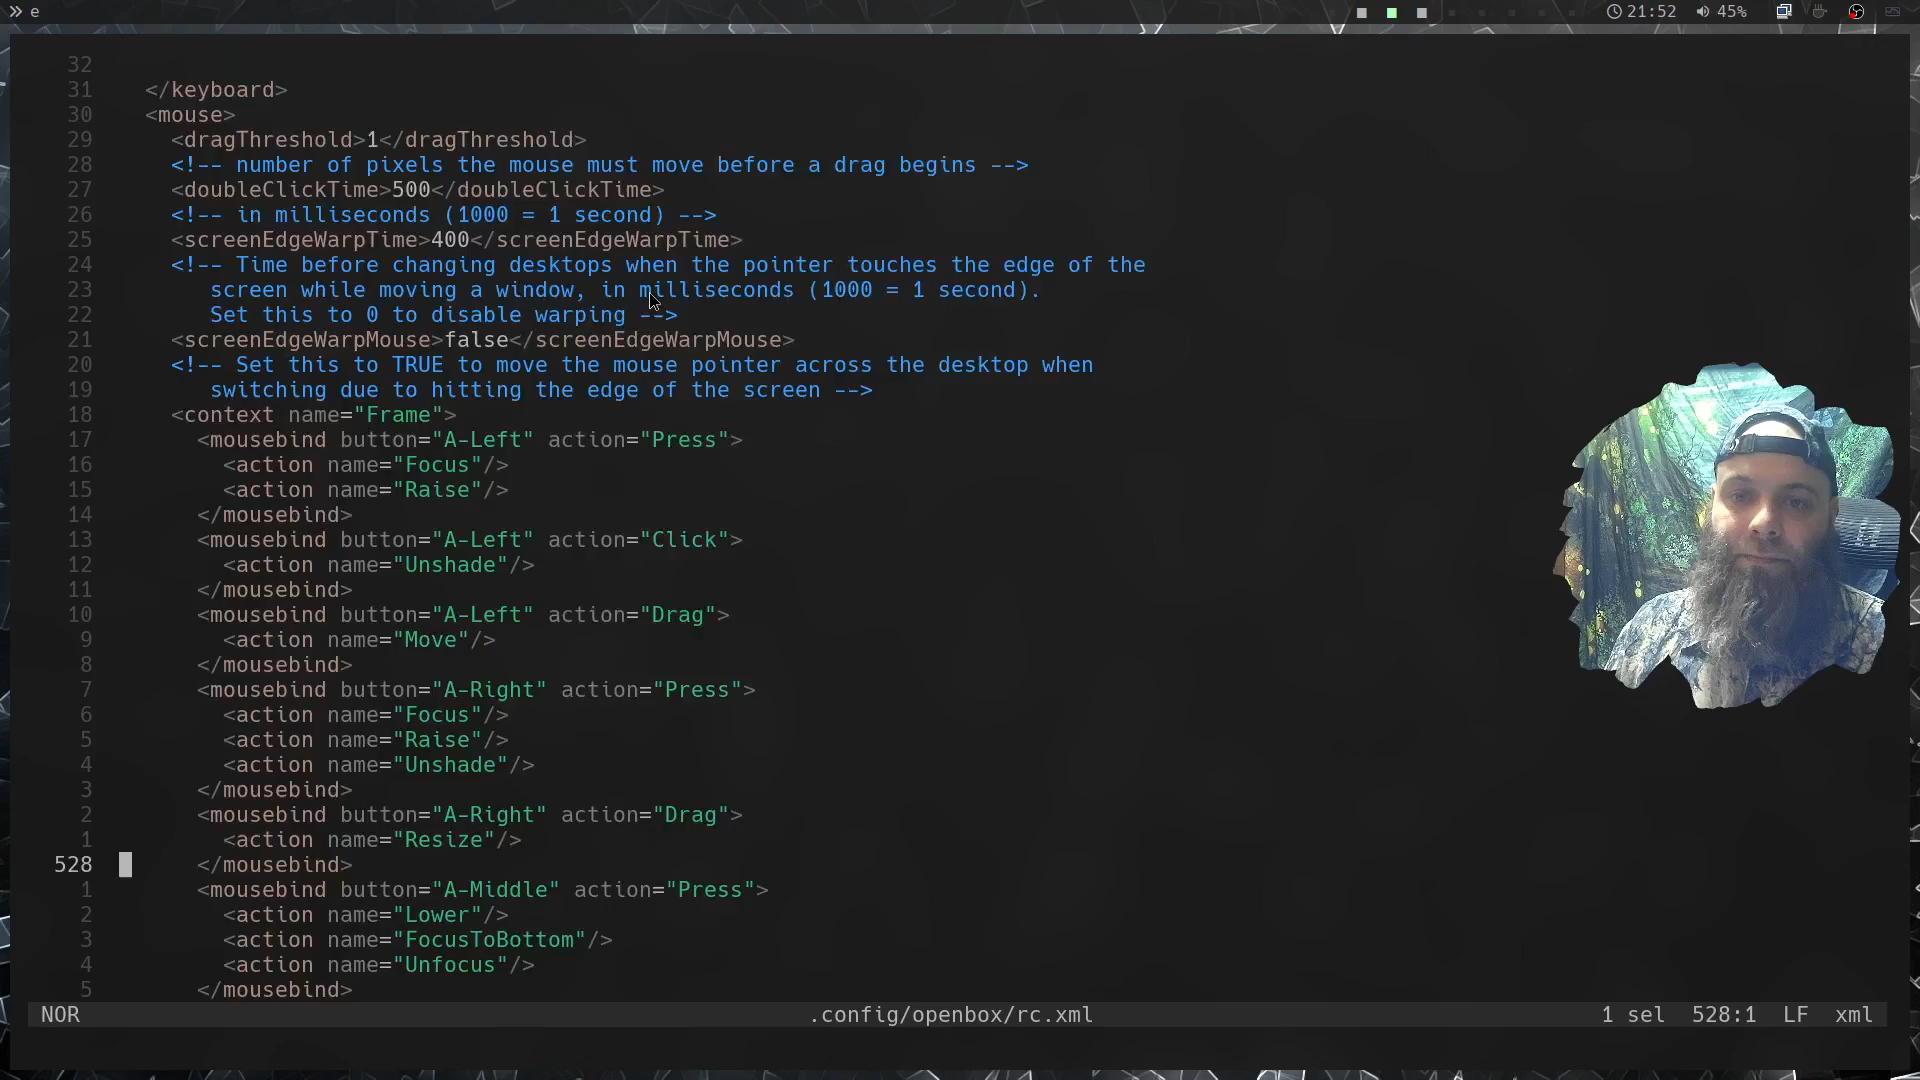 e
21:52 45%
32
31 </keyboard>
30 <mouse>
29 <dragThreshold>1</dragThreshold>
28 <!-- number of pixels the mouse must move before a drag begins -->
27 <doubleClickTime>500</doubleClickTime>
26 <!-- in milliseconds (1000 = 1 second) -->
25 <screenEdgeWarpTime>400</screenEdgeWarpTime>
24 <!-- Time before changing desktops when the pointer touches the edge of the
23 screen while moving a window, in milliseconds (1000 = 1 second).
22 Set this to 0 to disable warping -->
21 <screenEdgeWarpMouse>false</screenEdgeWarpMouse>
20 <!-- Set this to TRUE to move the mouse pointer across the desktop when
19 switching due to hitting the edge of the screen -->
18 <context name="Frame">
17 <mousebind button="A-Left" action="Press">
16 <action name="Focus"/>
15 <action name="Raise"/>
14 </mousebind>
13 <mousebind button="A-Left" action="Click">
12 <action name="Unshade"/>
11 </mousebind>
10 <mousebind button="A-Left" action="Drag">
9 <action name="Move"/>
8 </mousebind>
7 <mousebind button="A-Right" action="Press">
6 <action name="Focus"/>
5 <action name="Raise"/>
4 <action name="Unshade"/>
3 </mousebind>
2 <mousebind button="A-Right" action="Drag">
1 <action name="Resize"/>
528 </mousebind>
1 <mousebind button="A-Middle" action="Press">
2 <action name="Lower"/>
3 <action name="FocusToBottom"/>
4 <action name="Unfocus"/>
5 </mousebind>
NOR .config/openbox/rc.xml 1 sel 528:1 LF xml